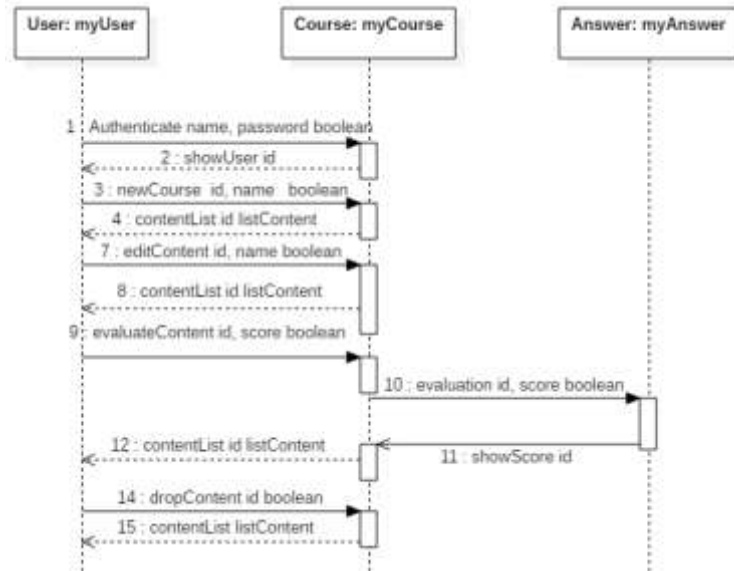 User: myUser
Course: myCourse
Answer: myAnswer
1 : Authenticate name, password boolean
2 : showUser id
3 : newCourse id, name boolean
4 : contentList id listContent
7 : editContent id, name boolean
8 : contentList id listContent
9 : evaluateContent id, score boolean
10 : evaluation id, score boolean
12 : contentList id listContent
11 : showScore id
14 : dropContent id boolean
15 : contentList listContent